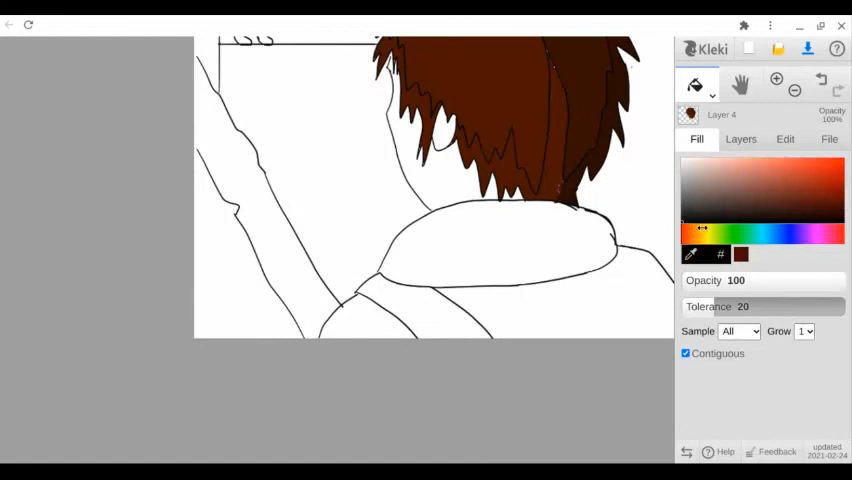 Kleki
Layer 4
Opacity
100%
Fill Layers Edit File
#
Opacity 100
Tolerance 20
Sample All Grow 1
Contiguous
Help Feedback updated
2021-02-24